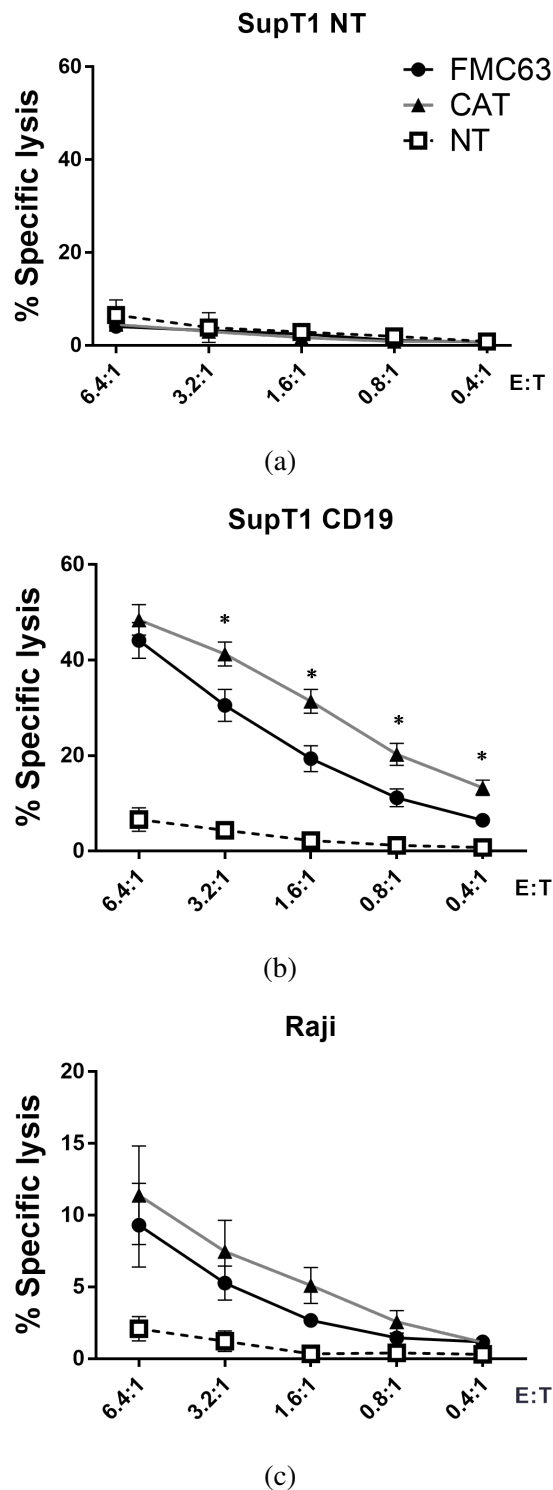 SupT1 NT
FMC63
CAT
NT
% Specific lysis
60
40
20
0
6.4:1 3.2:1 1.6:1 0.8:1 0.4:1 E:T
(a)
SupT1 CD19
% Specific lysis
60
40
20
0
*
*
*
*
6.4:1 3.2:1 1.6:1 0.8:1 0.4:1 E:T
(b)
Raji
% Specific lysis
20
15
10
5
0
6.4:1 3.2:1 1.6:1 0.8:1 0.4:1 E:T
(c)